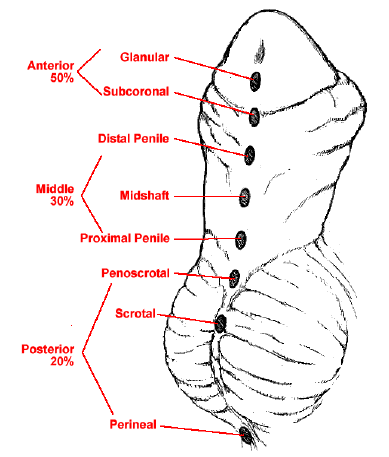 Glanular
Anterior
50%
Subcoronal
Distal Penile
Middle
30%
Midshaft
Proximal Penile
Penoscrotal
Scrotal
Posterior
20%
Perineal